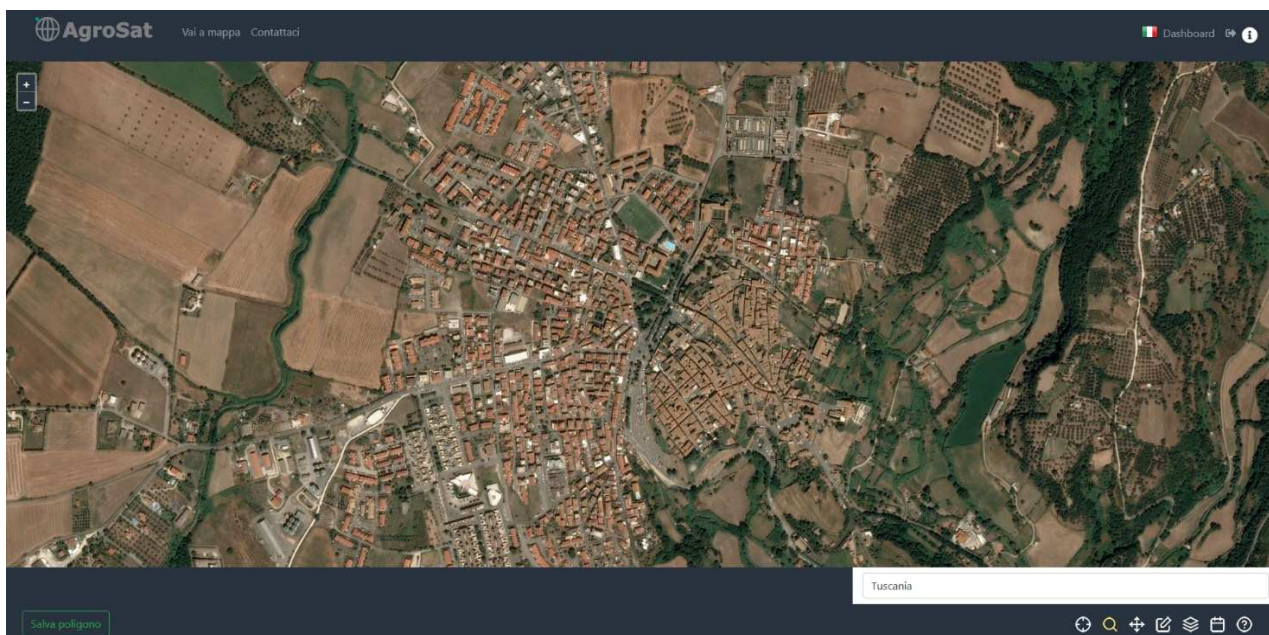 AgroSat
Vai a mappa Contattaci
Dashboard
+
-
Tuscania
Salva poligono